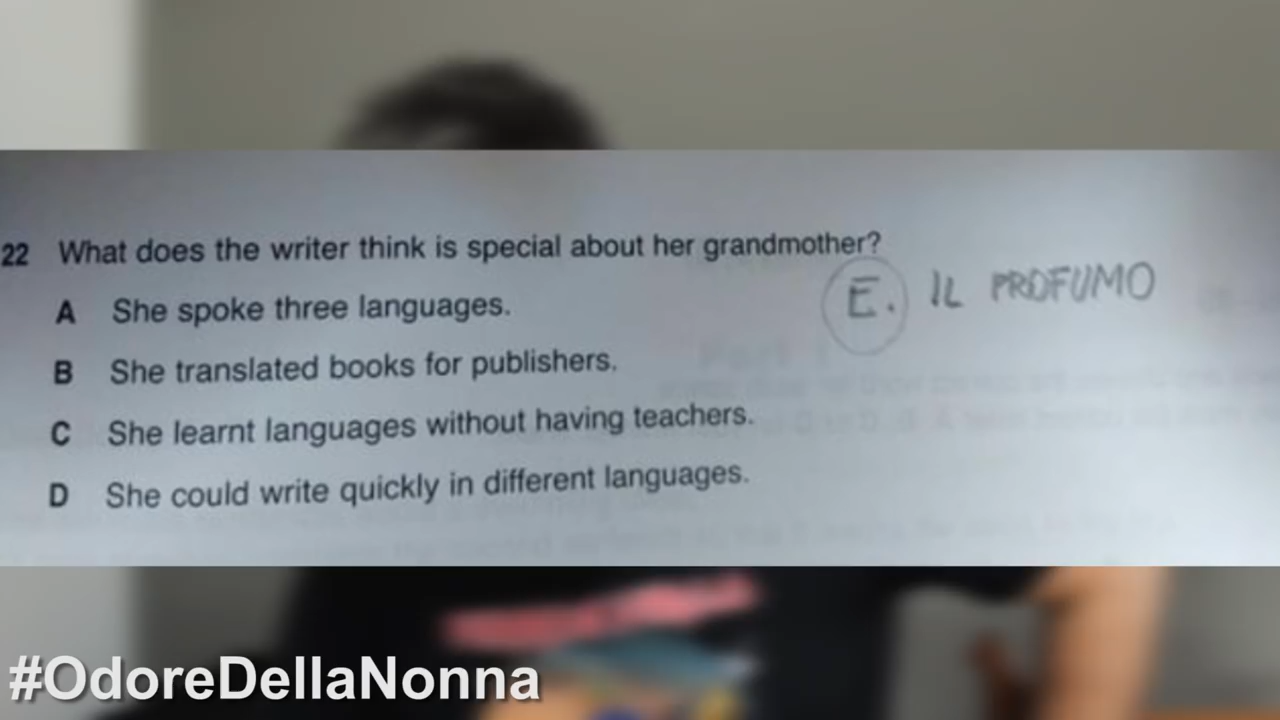 22 What does the writer think is special about her grandmother?
E. IL PROFUMO
A She spoke three languages.
B She translated books for publishers.
C She learnt languages without having teachers.
D She could write quickly in different languages.
#OdoreDellaNonna